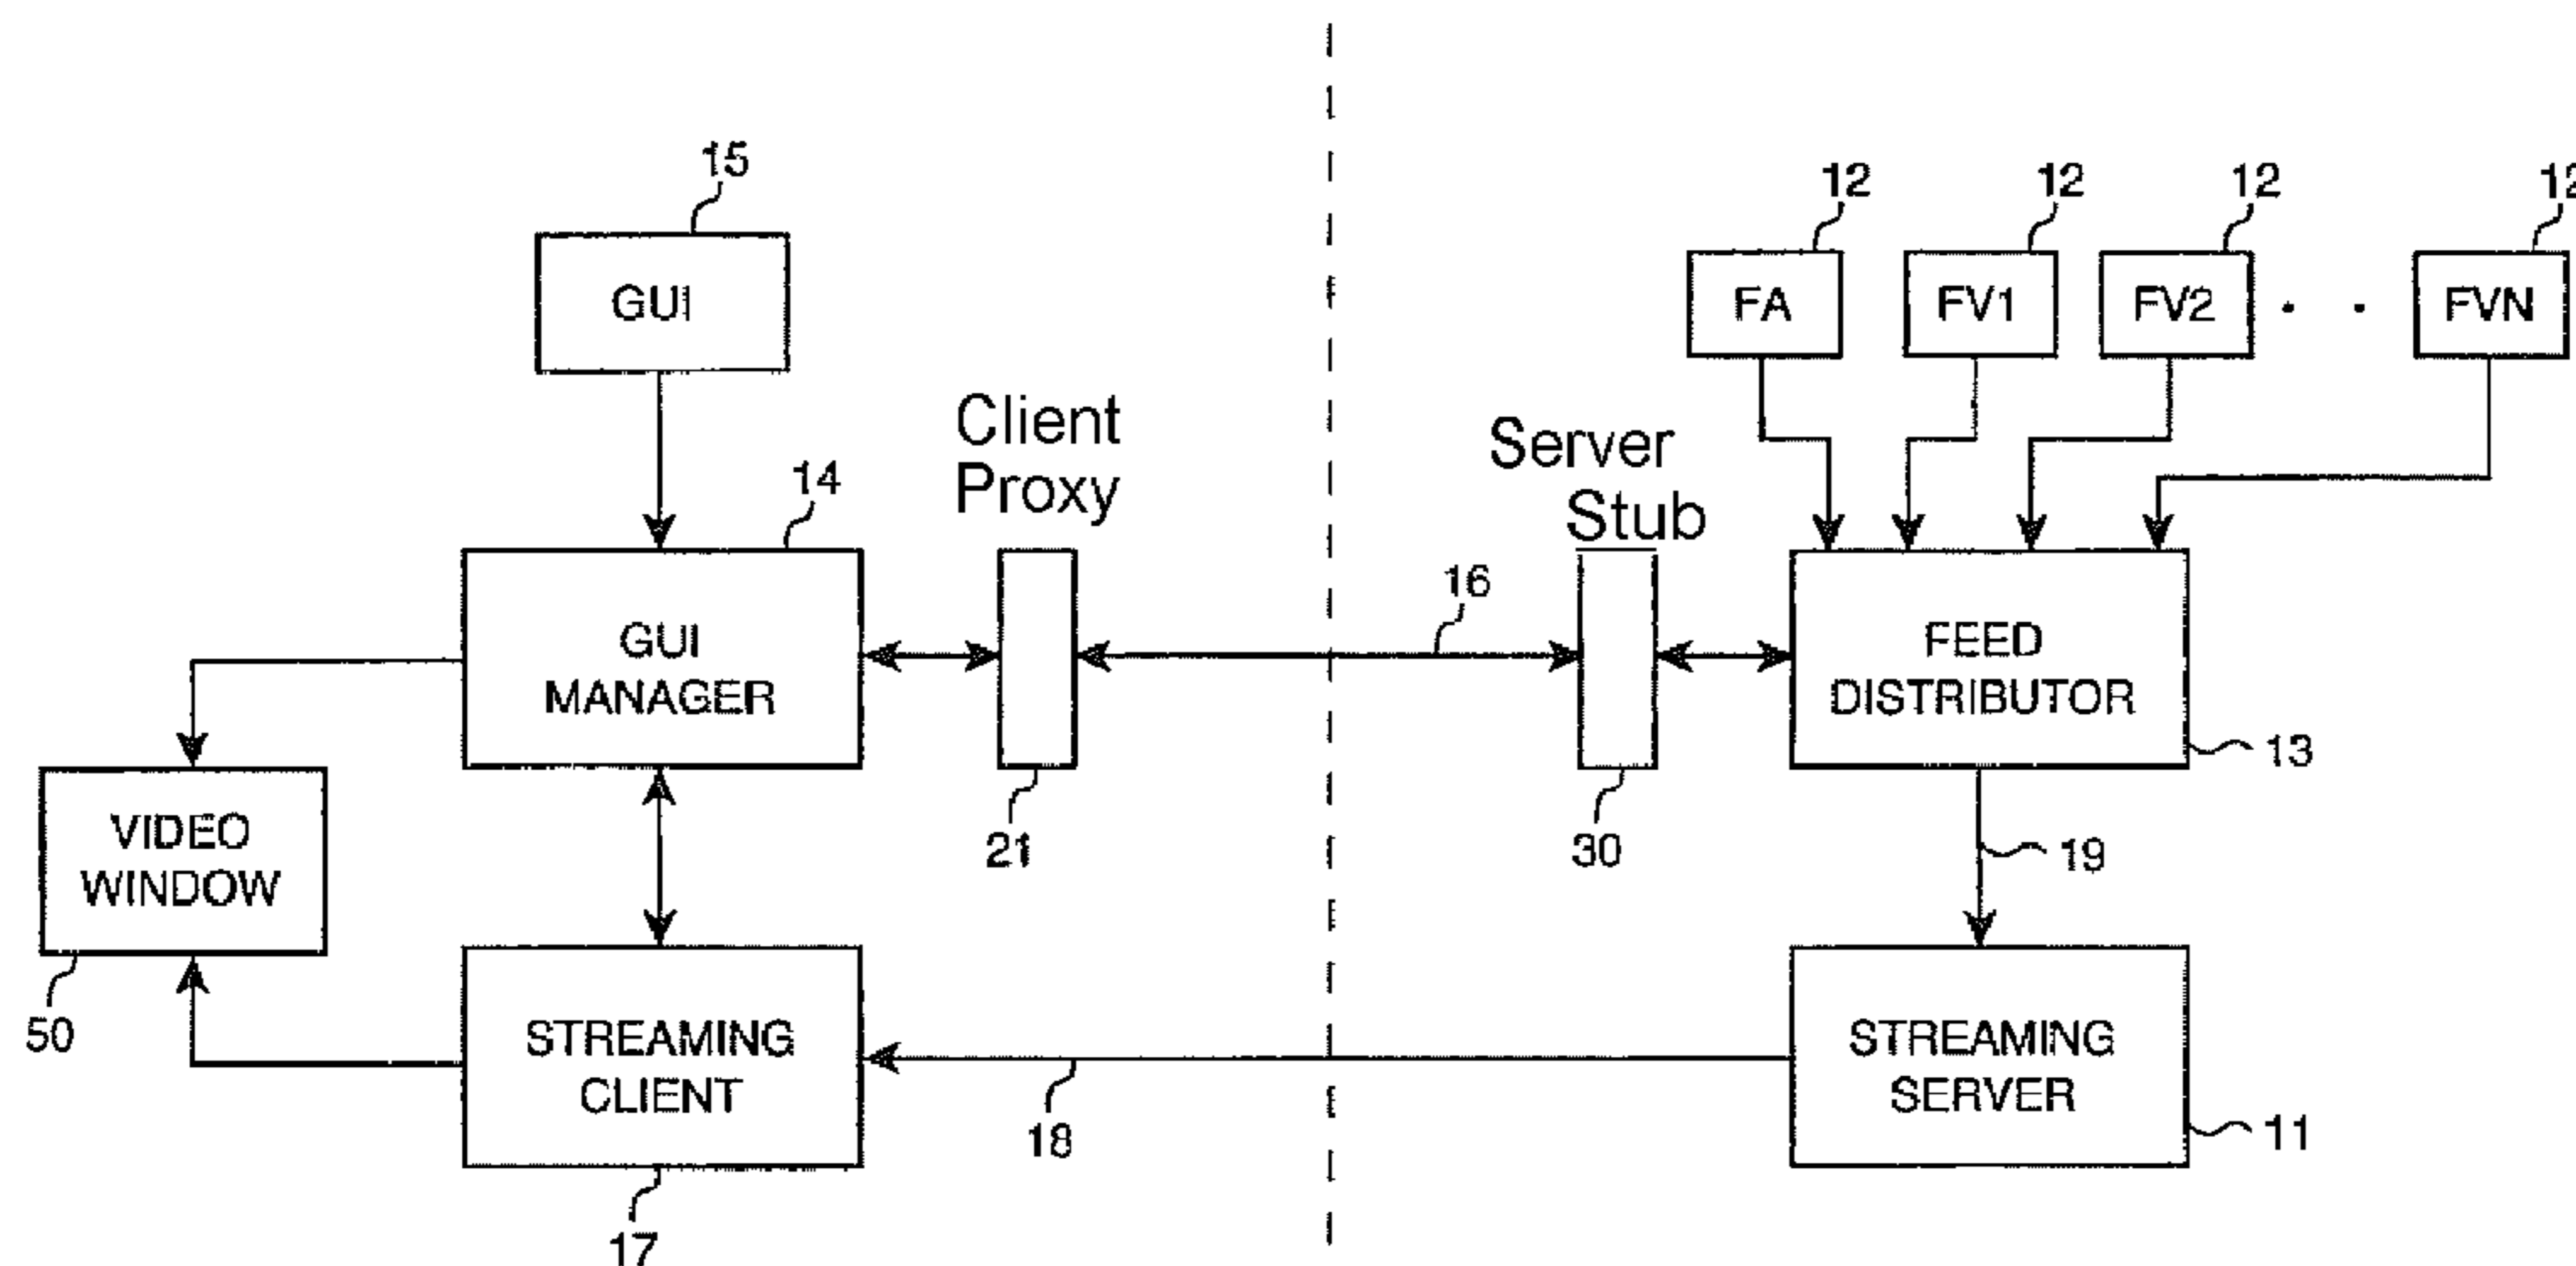 15
12
12
12
12
GUI
FA
FV1
FV2
. .
FVN
Client
Proxy
Server
Stub
14
16
GUI
MANAGER
FEED
DISTRIBUTOR
13
VIDEO
WINDOW
21
30
19
50
STREAMING
CLIENT
STREAMING
SERVER
18
11
17